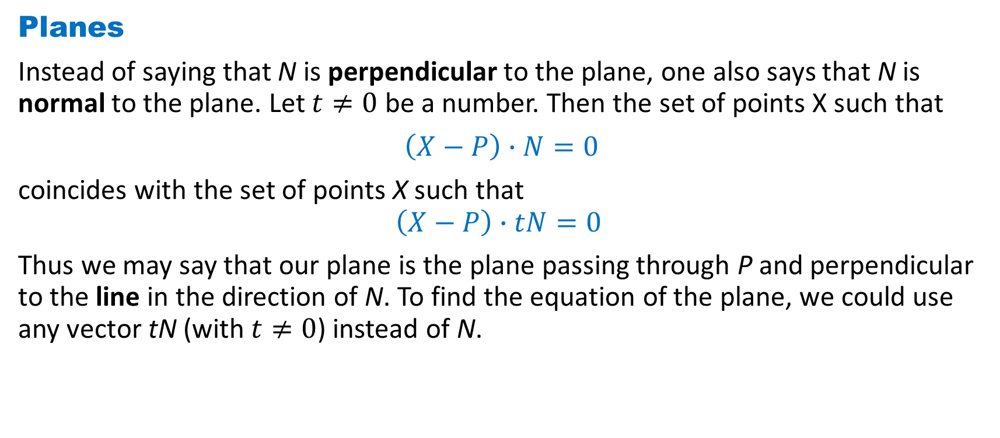 Planes
Instead of saying that N is perpendicular to the plane, one also says that N is
normal to the plane. Let t ≠ 0 be a number. Then the set of points X such that
(X − P) · N = 0
coincides with the set of points X such that
(X − P) · tN = 0
Thus we may say that our plane is the plane passing through P and perpendicular
to the line in the direction of N. To find the equation of the plane, we could use
any vector tN (with t ≠ 0) instead of N.